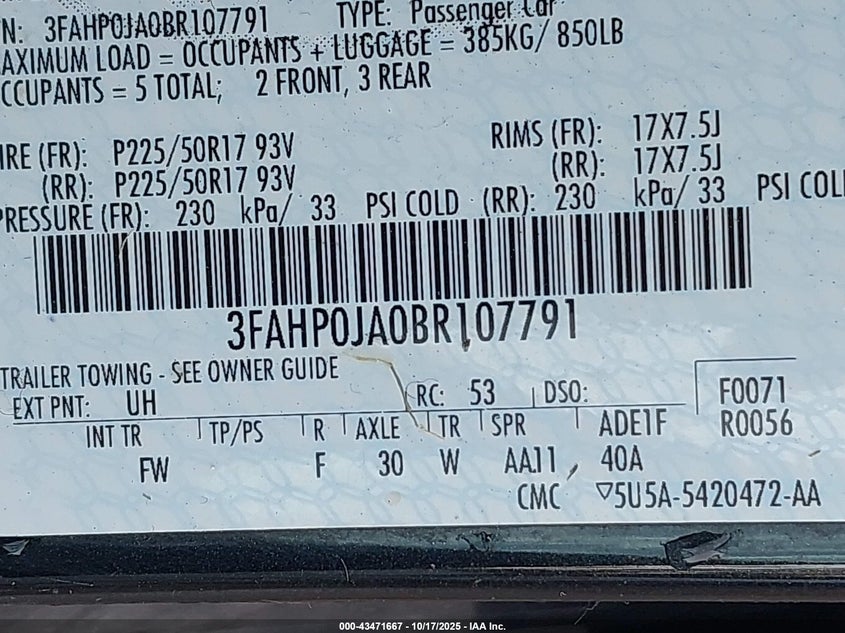 N: 3FAHP0JA0BR107791 TYPE: Passenger Car
AXIMUM LOAD = OCCUPANTS + LUGGAGE = 385KG/ 850LB
CCUPANTS = 5 TOTAL; 2 FRONT, 3 REAR
IRE (FR): P225/50R17 93V RIMS (FR): 17X7.5J
(RR): P225/50R17 93V (RR): 17X7.5J
PRESSURE (FR): 230 kPa/ 33 PSI COLD (RR): 230 kPa/ 33 PSI COL
3FAHP0JA0BR107791
TRAILER TOWING - SEE OWNER GUIDE
EXT PNT: UH RC: 53 DSO: F0071
INT TR TP/PS R AXLE TR SPR ADE1F R0056
FW F 30 W AA11 , 40A
CMC ▽5U5A-5420472-AA
000-43471667 - 10/17/2025 - IAA Inc.